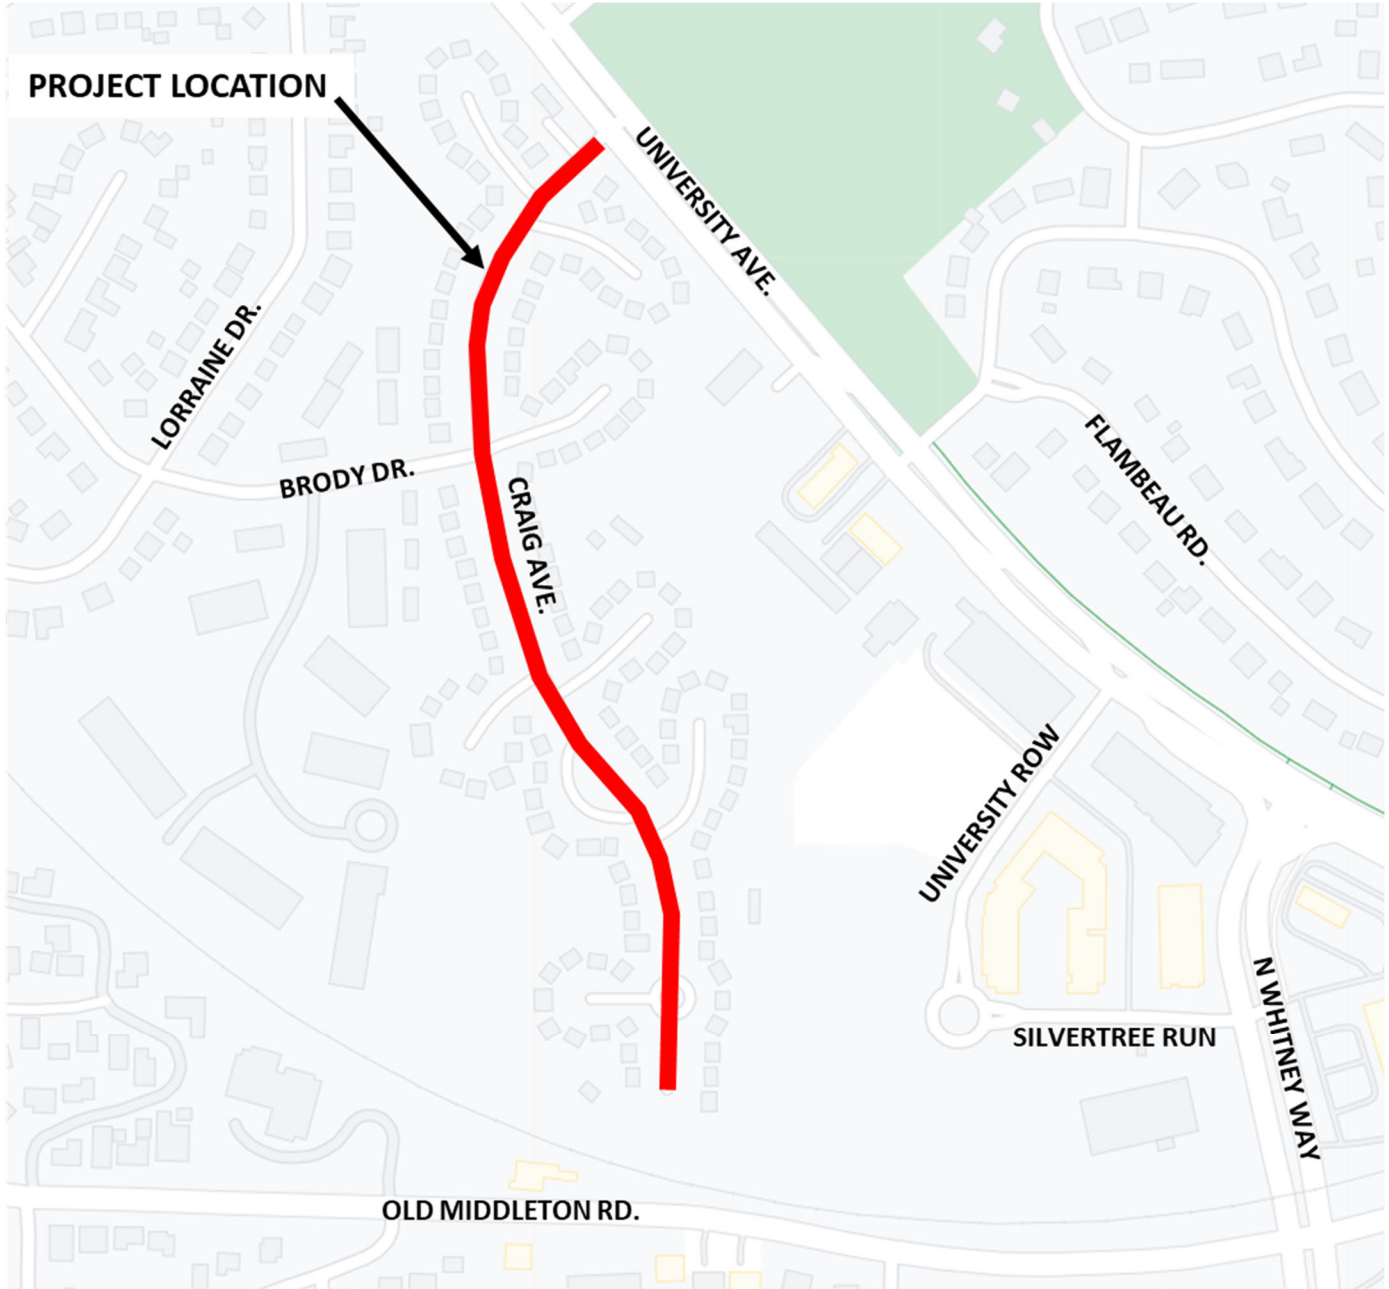 PROJECT LOCATION
UNIVERSITY AVE.
LORRAINE DR.
BRODY DR.
CRAIG AVE.
FLAMBEAU RD.
UNIVERSITY ROW
N WHITNEY WAY
SILVERTREE RUN
OLD MIDDLETON RD.